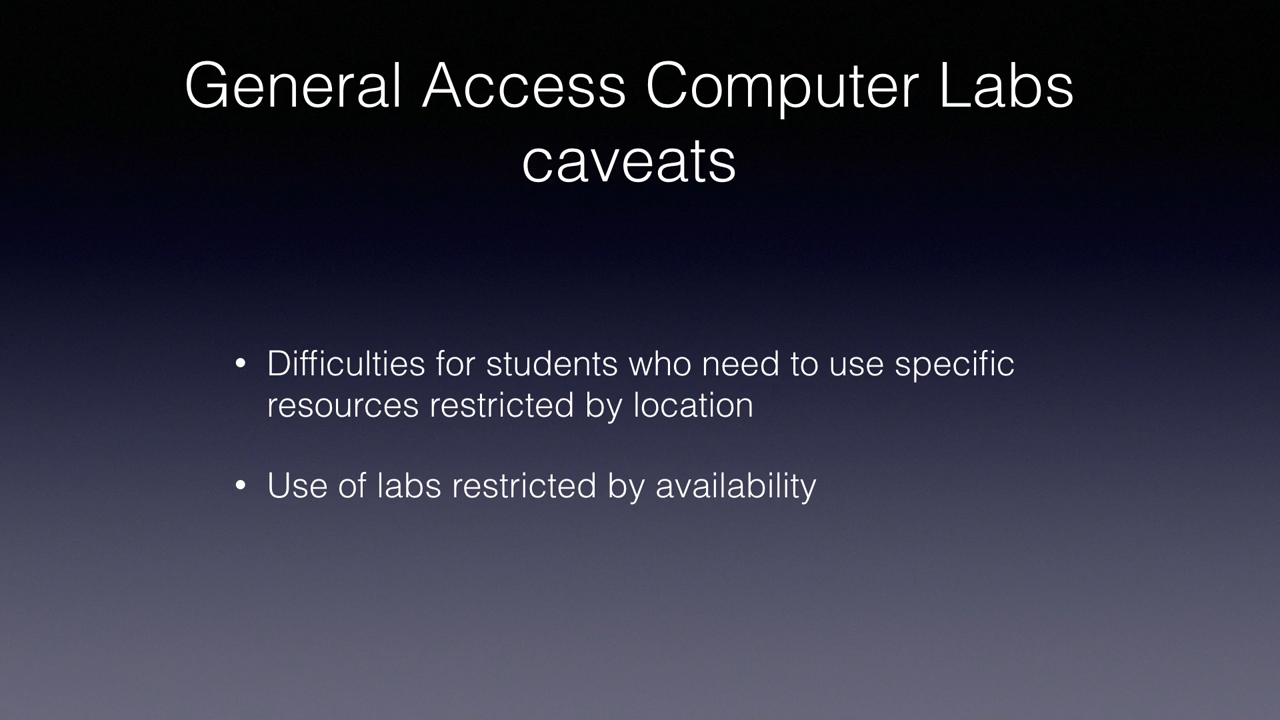 General Access Computer Labs
caveats
• Difficulties for students who need to use specific
resources restricted by location
• Use of labs restricted by availability